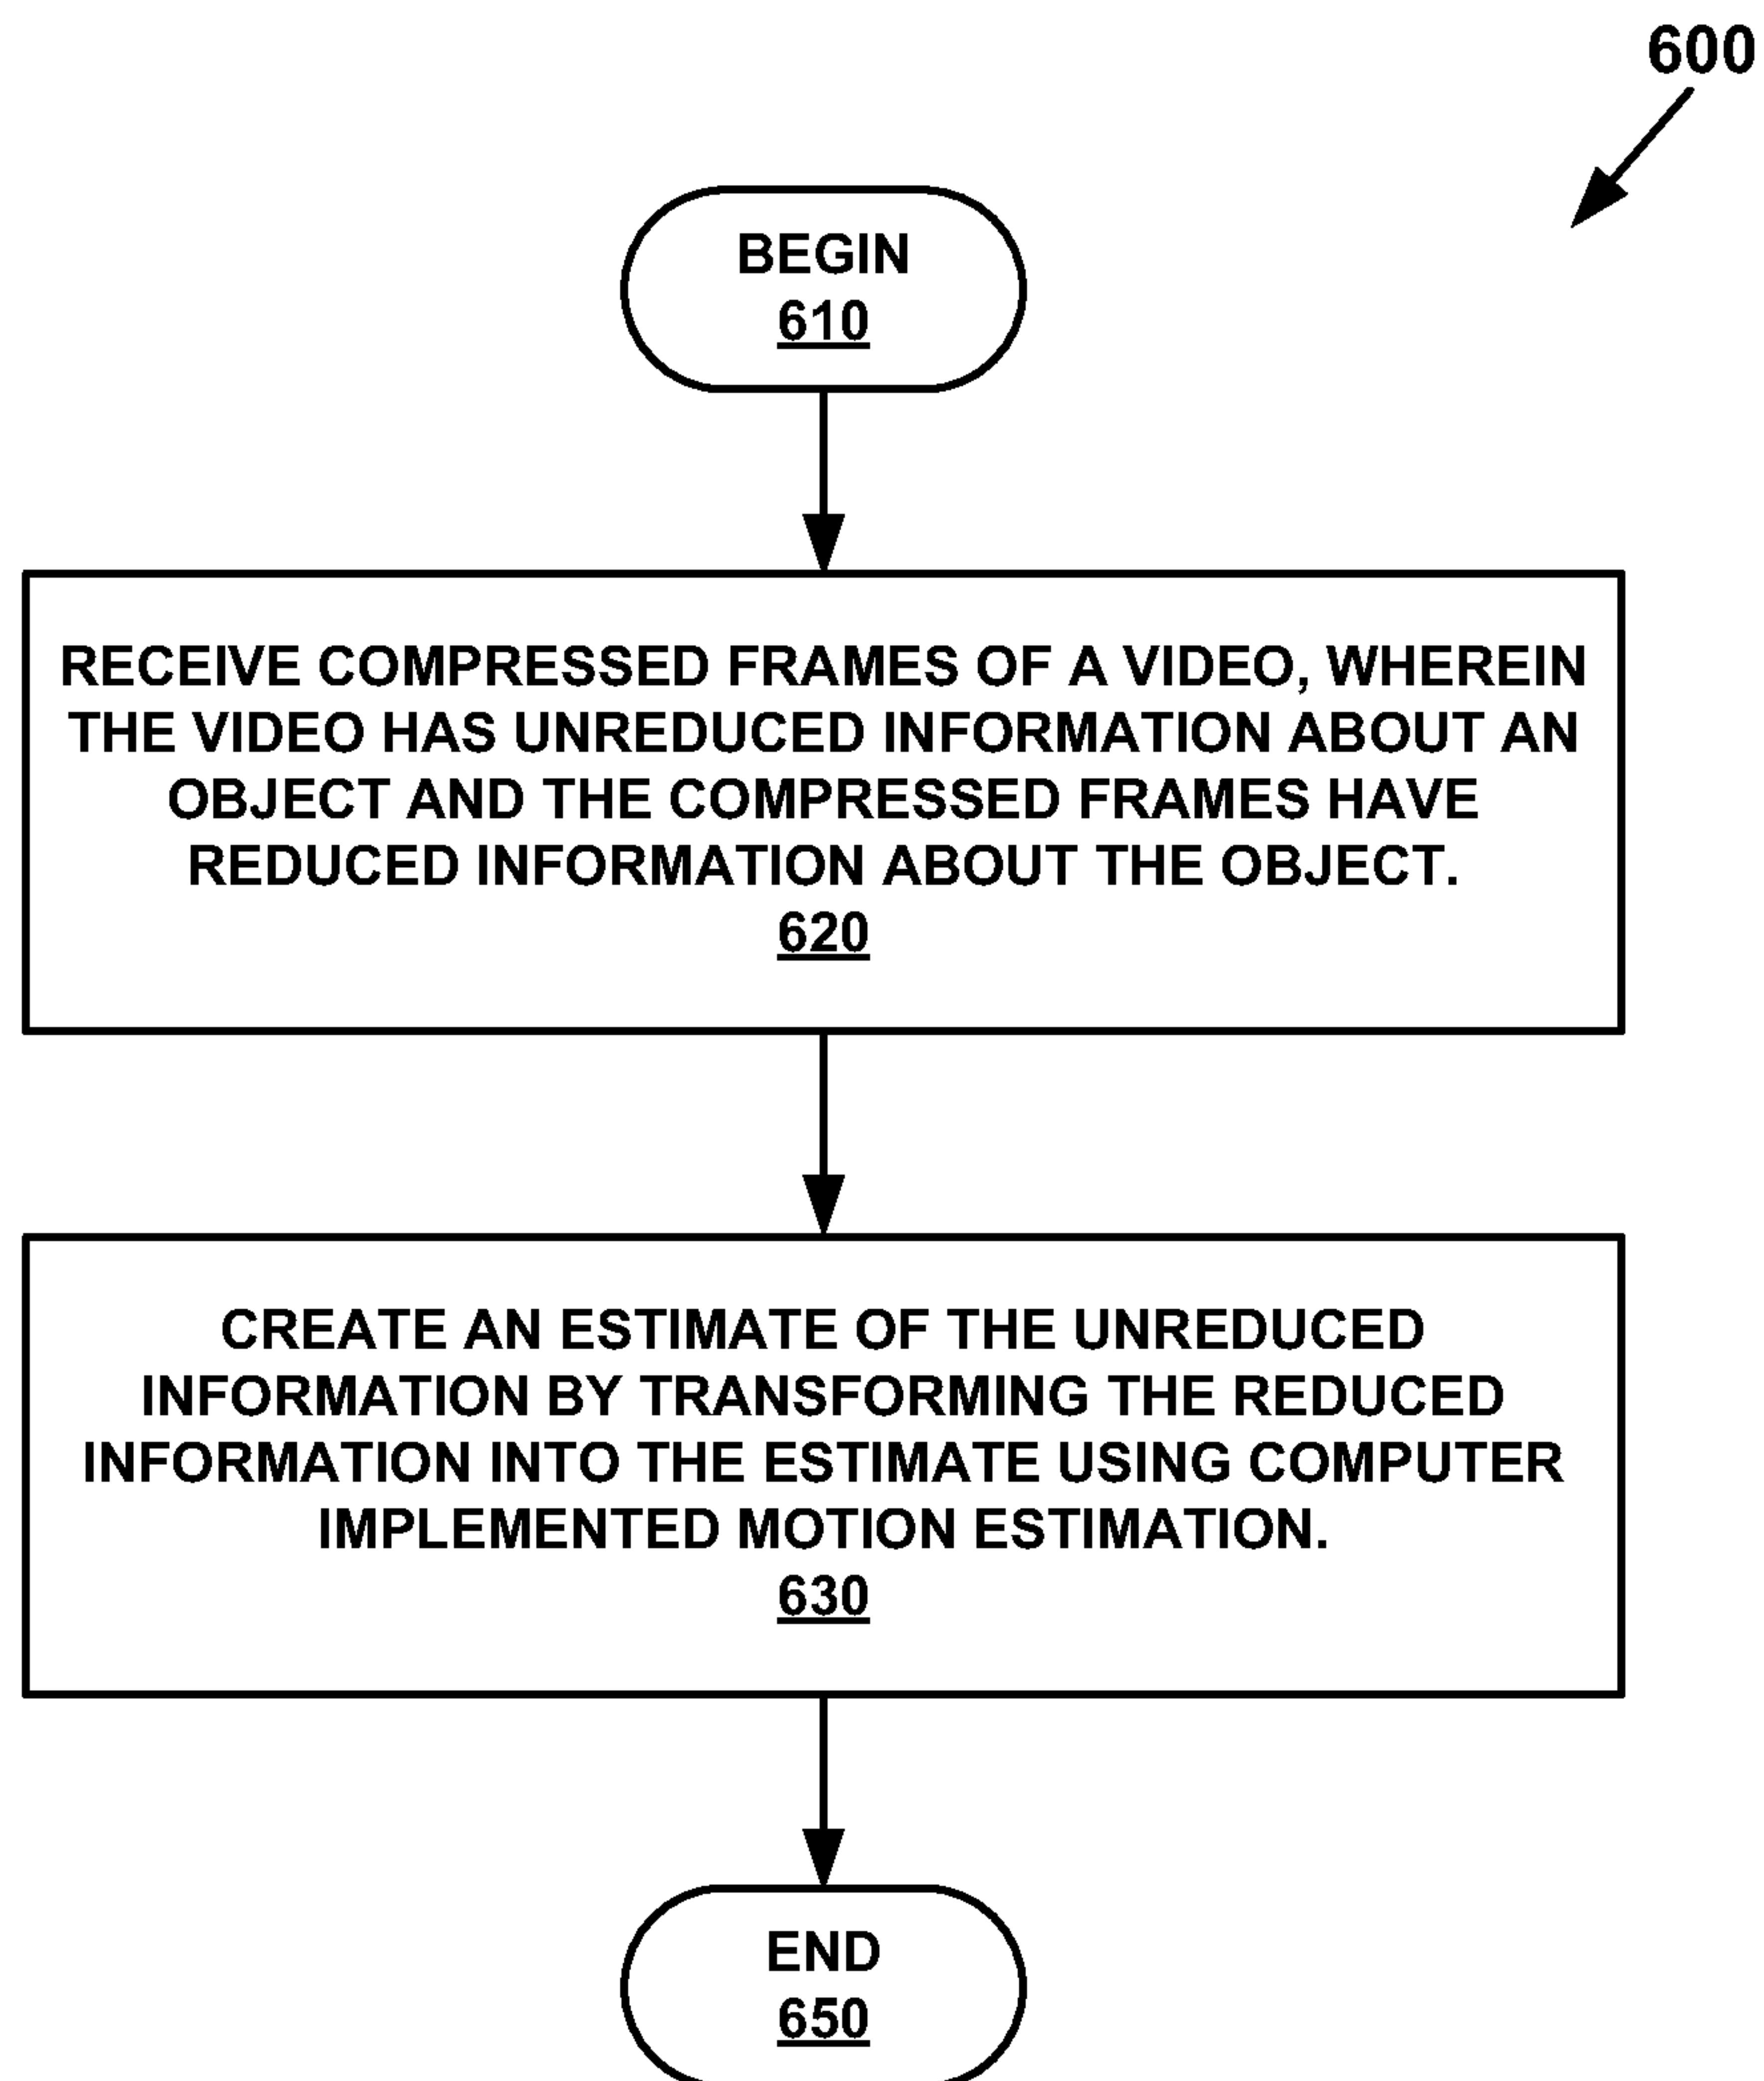 600
BEGIN
610
RECEIVE COMPRESSED FRAMES OF A VIDEO, WHEREIN
THE VIDEO HAS UNREDUCED INFORMATION ABOUT AN
OBJECT AND THE COMPRESSED FRAMES HAVE
REDUCED INFORMATION ABOUT THE OBJECT.
620
CREATE AN ESTIMATE OF THE UNREDUCED
INFORMATION BY TRANSFORMING THE REDUCED
INFORMATION INTO THE ESTIMATE USING COMPUTER
IMPLEMENTED MOTION ESTIMATION.
630
END
650